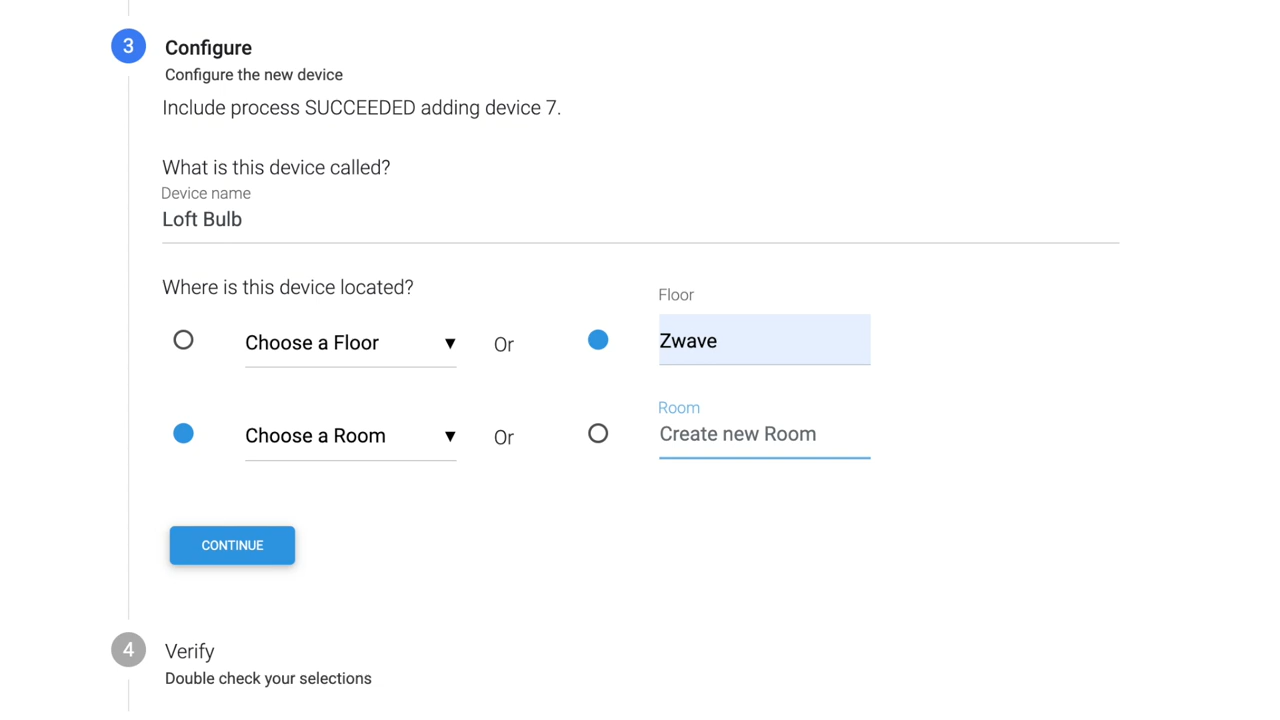 3 Configure
Configure the new device
Include process SUCCEEDED adding device 7.
What is this device called?
Device name
Loft Bulb
Where is this device located?
Floor
Choose a Floor ▼ Or Zwave
Room
Choose a Room ▼ Or Create new Room
CONTINUE
4 Verify
Double check your selections